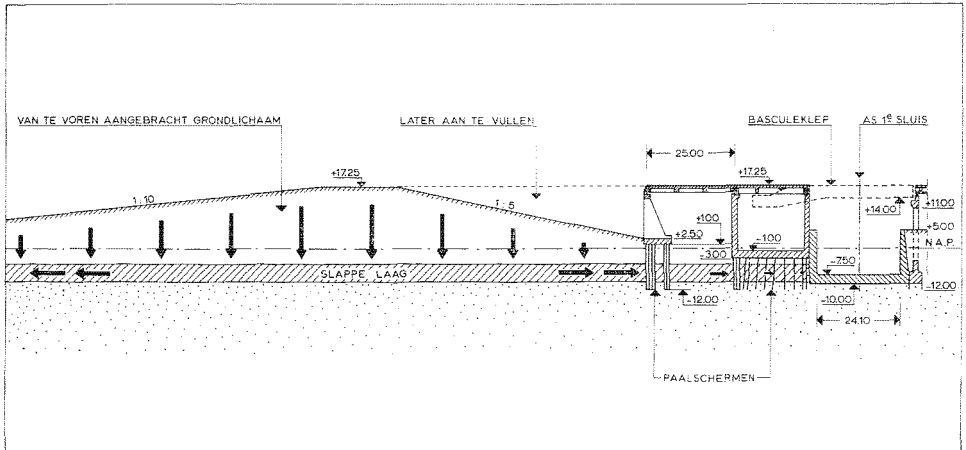 VAN TE VOREN AANGEBRACHT GRONDLICHAAM
LATER AAN TE VULLEN
BASCULEKLEP
AS 1e SLUIS
25.00
+17.25
+17.25
1:10
1:5
+14.00
+11.00
+1.00
+2.50
+5.00
N.A.P.
-1.00
-3.00
-7.50
SLAPPE LAAG
-12.00
-10.00
-12.00
24.10
PAALSCHERMEN